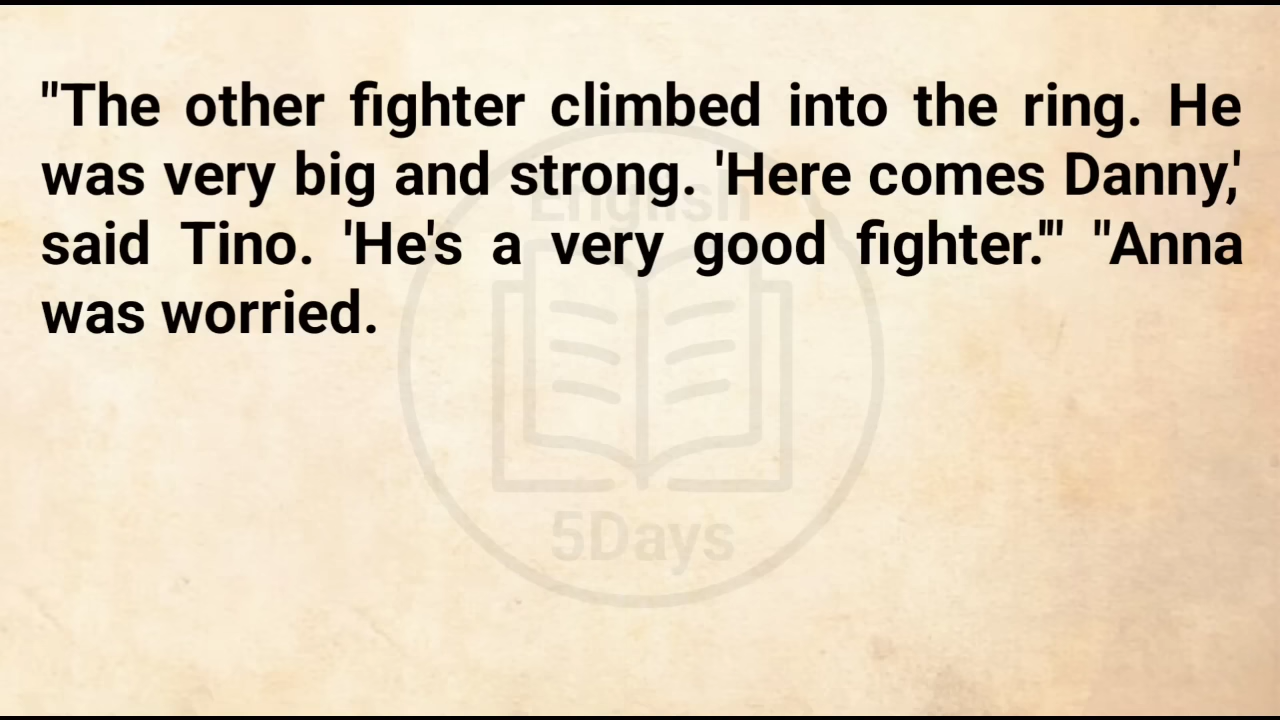 "The other fighter climbed into the ring. He
was very big and strong. 'Here comes Danny,'
said Tino. 'He's a very good fighter.'" "Anna
was worried.
English
5Days